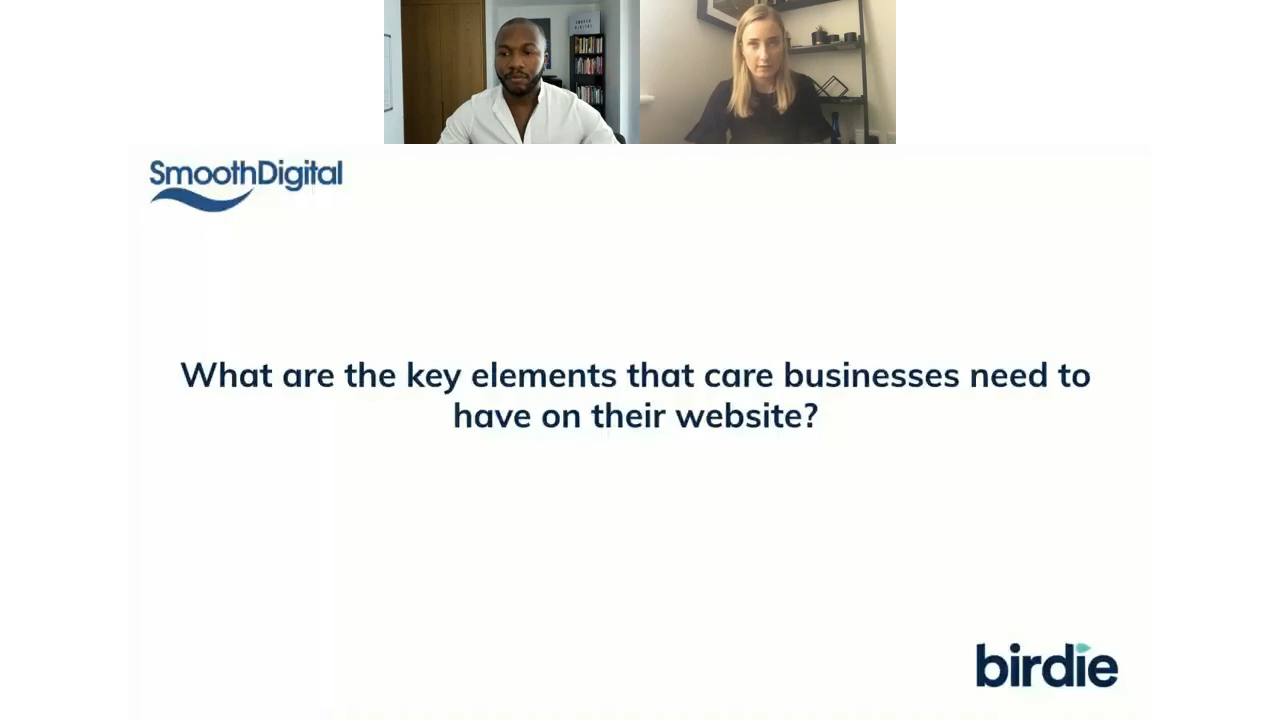 SmoothDigital
What are the key elements that care businesses need to
have on their website?
birdie